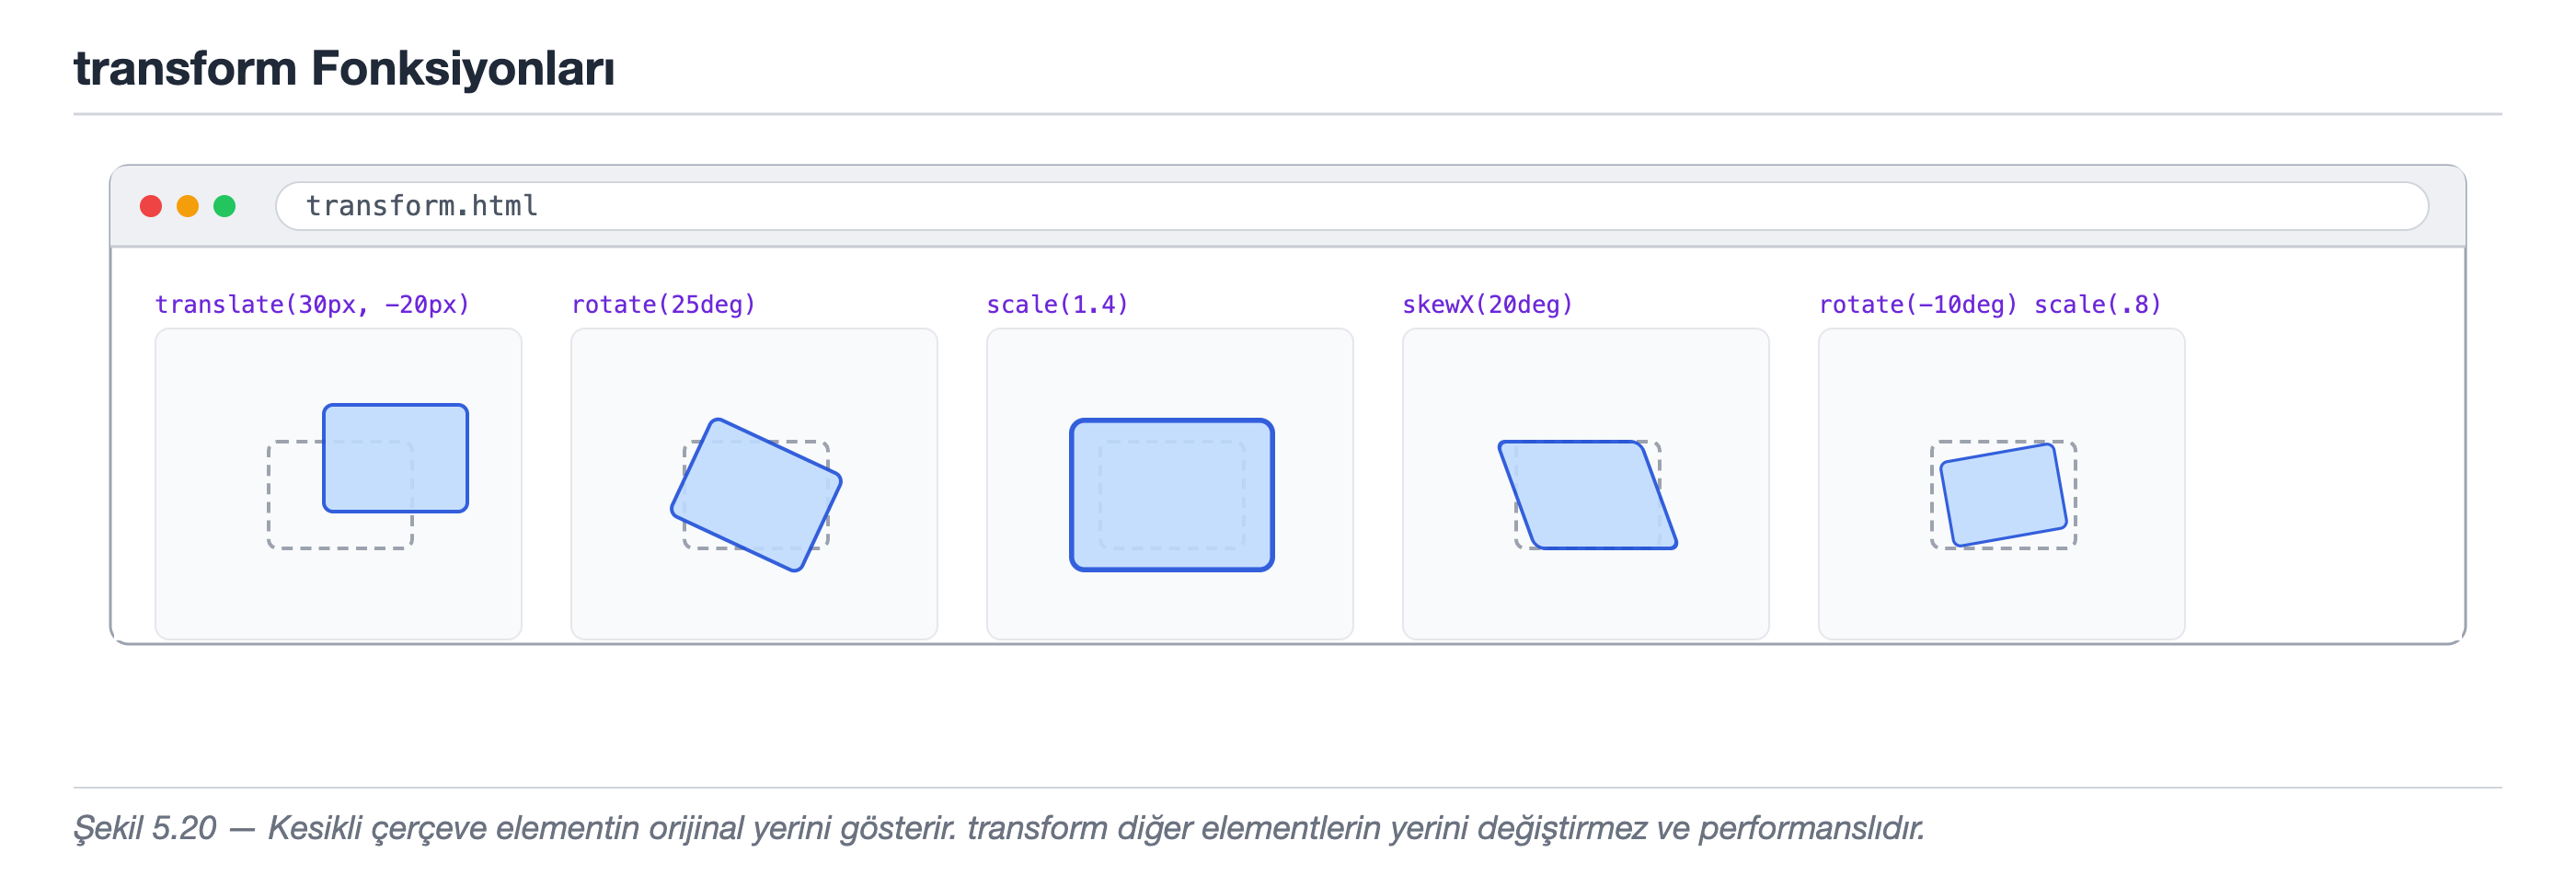 transform Fonksiyonları
transform.html
translate(30px, −20px)
rotate(25deg)
scale(1.4)
skewX(20deg)
rotate(−10deg) scale(.8)
Şekil 5.20 — Kesikli çerçeve elementin orijinal yerini gösterir. transform diğer elementlerin yerini değiştirmez ve performanslıdır.